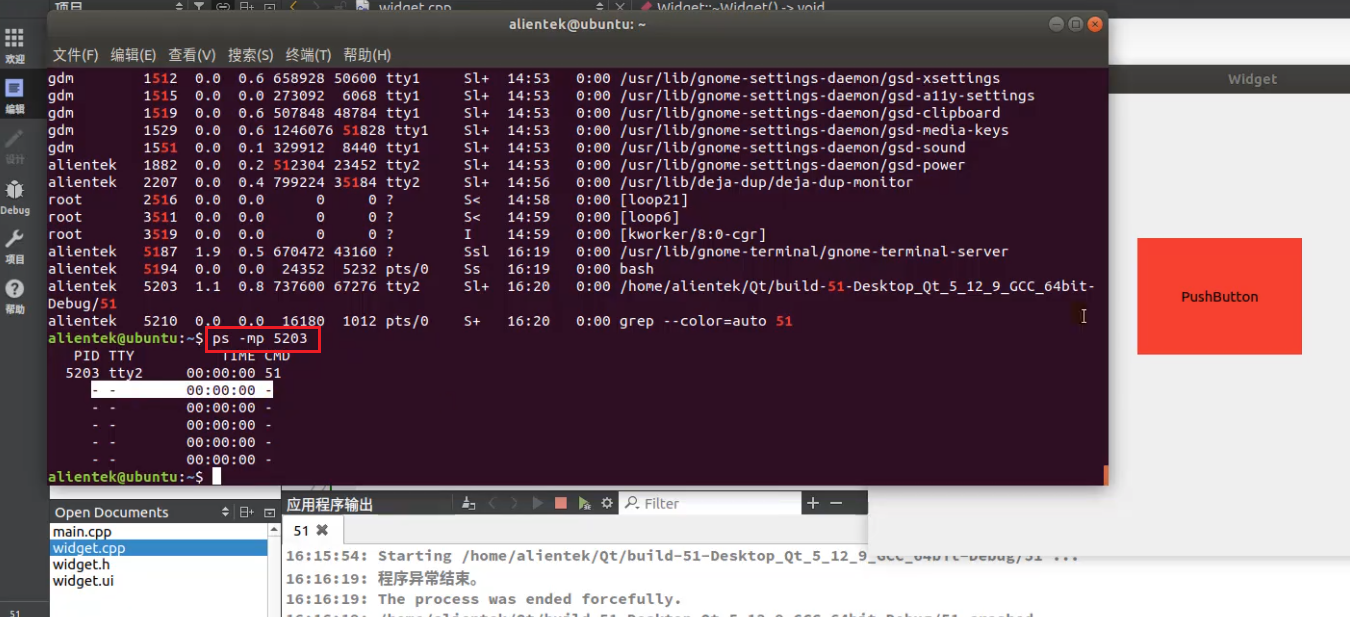 项目
widget.cpp
Widget::~Widget() -> void
alientek@ubuntu: ~
文件(F) 编辑(E) 查看(V) 搜索(S) 终端(T) 帮助(H)
欢迎
编辑
设计
Debug
项目
帮助
51
gdm 1512 0.0 0.6 658928 50600 tty1 Sl+ 14:53 0:00 /usr/lib/gnome-settings-daemon/gsd-xsettings
gdm 1515 0.0 0.0 273092 6068 tty1 Sl+ 14:53 0:00 /usr/lib/gnome-settings-daemon/gsd-a11y-settings
gdm 1519 0.0 0.6 507848 48784 tty1 Sl+ 14:53 0:00 /usr/lib/gnome-settings-daemon/gsd-clipboard
gdm 1529 0.0 0.6 1246076 51828 tty1 Sl+ 14:53 0:00 /usr/lib/gnome-settings-daemon/gsd-media-keys
gdm 1551 0.0 0.1 329912 8440 tty1 Sl+ 14:53 0:00 /usr/lib/gnome-settings-daemon/gsd-sound
alientek 1882 0.0 0.2 512304 23452 tty2 Sl+ 14:53 0:00 /usr/lib/gnome-settings-daemon/gsd-power
alientek 2207 0.0 0.4 799224 35184 tty2 Sl+ 14:56 0:00 /usr/lib/deja-dup/deja-dup-monitor
root 2516 0.0 0.0 0 0 ? S< 14:58 0:00 [loop21]
root 3511 0.0 0.0 0 0 ? S< 14:59 0:00 [loop6]
root 3519 0.0 0.0 0 0 ? I 14:59 0:00 [kworker/8:0-cgr]
alientek 5187 1.9 0.5 670472 43160 ? Ssl 16:19 0:00 /usr/lib/gnome-terminal/gnome-terminal-server
alientek 5194 0.0 0.0 24352 5232 pts/0 Ss 16:19 0:00 bash
alientek 5203 1.1 0.8 737600 67276 tty2 Sl+ 16:20 0:00 /home/alientek/Qt/build-51-Desktop_Qt_5_12_9_GCC_64bit-
Debug/51
alientek 5210 0.0 0.0 16180 1012 pts/0 S+ 16:20 0:00 grep --color=auto 51
alientek@ubuntu:~$ ps -mp 5203
PID TTY TIME CMD
5203 tty2 00:00:00 51
- - 00:00:00 -
- - 00:00:00 -
- - 00:00:00 -
- - 00:00:00 -
- - 00:00:00 -
alientek@ubuntu:~$
Widget
PushButton
Open Documents
main.cpp
widget.cpp
widget.h
widget.ui
应用程序输出
Filter
51
16:15:54: Starting /home/alientek/Qt/build-51-Desktop_Qt_5_12_9_GCC_64bit-Debug/51 ...
16:16:19: 程序异常结束。
16:16:19: The process was ended forcefully.
16:16:19: /home/alientek/Qt/build-51-Desktop_Qt_5_12_9_GCC_64bit-Debug/51 crashed.